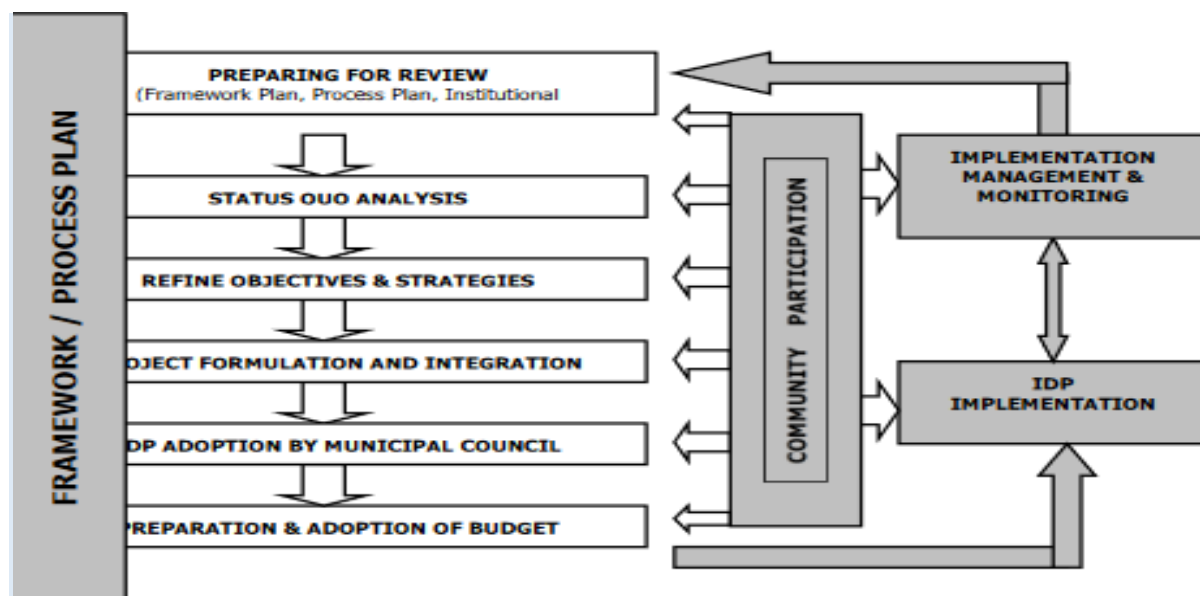 FRAMEWORK / PROCESS PLAN
PREPARING FOR REVIEW
(Framework Plan, Process Plan, Institutional
STATUS OUO ANALYSIS
REFINE OBJECTIVES & STRATEGIES
OJECT FORMULATION AND INTEGRATION
DP ADOPTION BY MUNICIPAL COUNCIL
PREPARATION & ADOPTION OF BUDGET
COMMUNITY PARTICIPATION
IMPLEMENTATION
MANAGEMENT &
MONITORING
IDP
IMPLEMENTATION